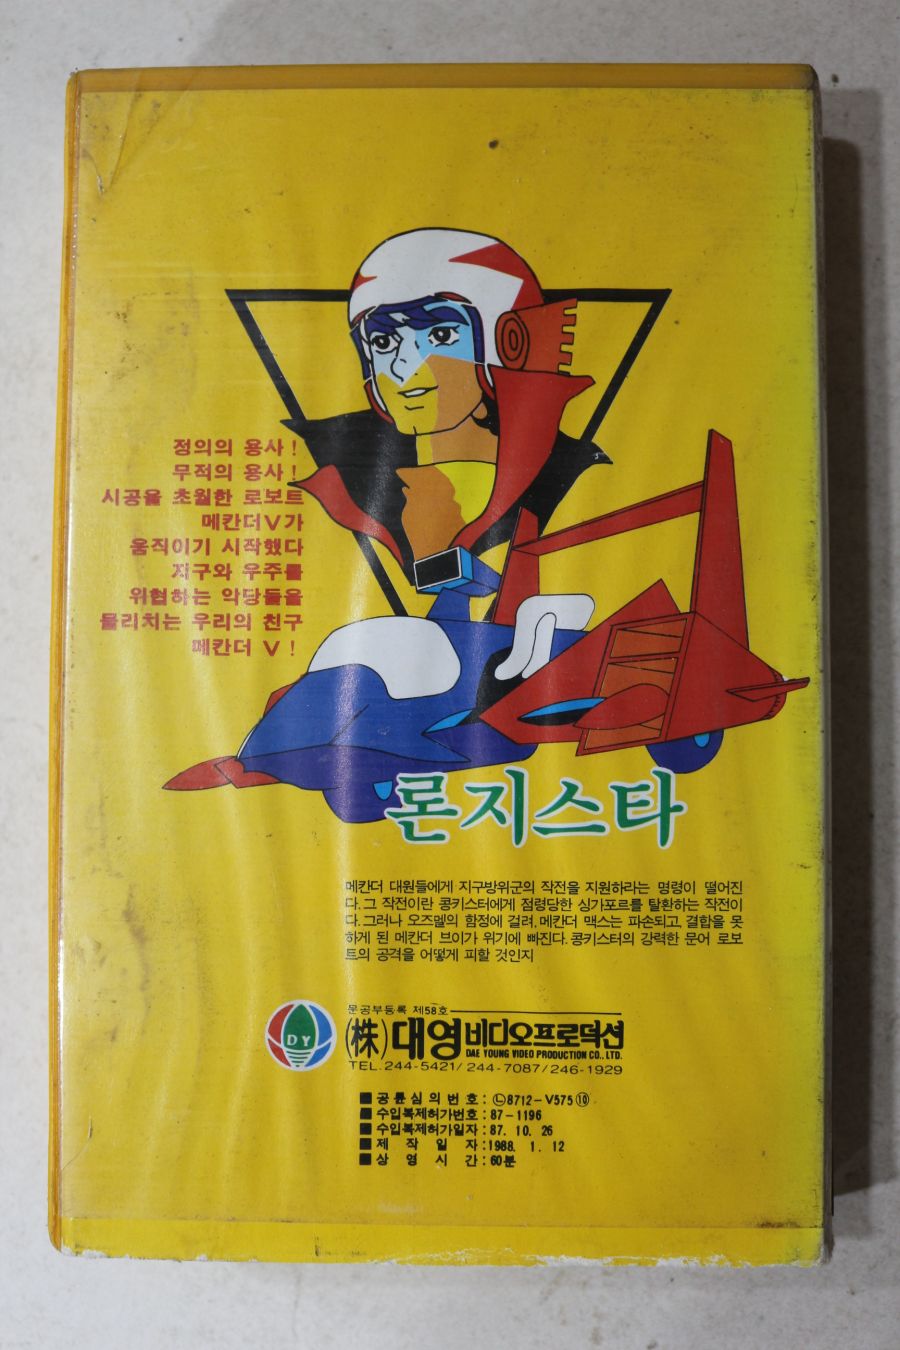 정의의 용사!
무적의 용사!
시공을 초월한 로보트
메칸더V가
움직이기 시작했다
지구와 우주를
위협하는 악당들을
물리치는 우리의 친구
메칸더 V!
론지스타
메칸더 대원들에게 지구방위군의 작전을 지원하라는 명령이 떨어진
다.그 작전이란 콩키스터에게 점령당한 싱가포르를 탈환하는 작전이
다.그러나 오즈멜의 함정에 걸려,메칸더 맥스는 파손되고,결합을 못
하게 된 메칸더 브이가 위기에 빠진다.콩키스터의 강력한 문어 로보
트의 공격을 어떻게 피할 것인지
문공부등록 제58호
DY
(株)대영비디오프로덕션
DAE YOUNG VIDEO PRODUCTION CO., LTD.
TEL.244-5421/244-7087/246-1929
■공륜심의번호:㉡8712-V575⑩
■수입복제허가번호:87-1196
■수입복제허가일자:87. 10. 26
■제 작 일 자:1988. 1. 12
■상 영 시 간:60분